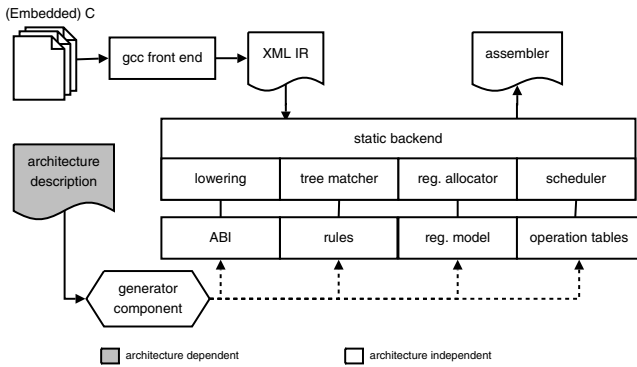 (Embedded) C
gcc front end
XML IR
assembler
static backend
architecture
description
lowering
tree matcher
reg. allocator
scheduler
ABI
rules
reg. model
operation tables
generator
component
architecture dependent
architecture independent